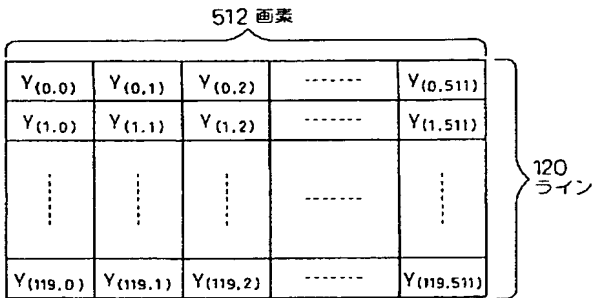 512 画素
Y(0.0) Y(0,1) Y(0,2) ------- Y(0.511)
Y(1.0) Y(1.1) Y(1,2) ------- Y(1.511)
120
ライン
Y(119.0) Y(119.1) Y(119,2) ------- Y(119.511)